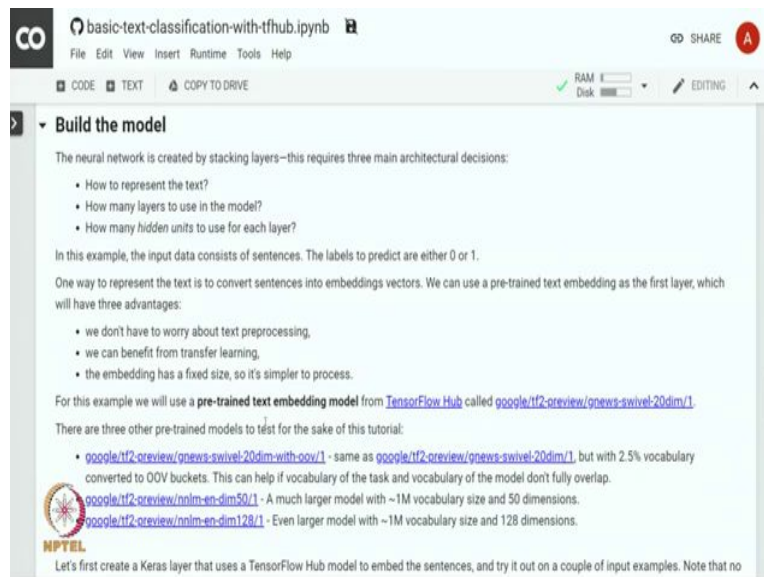 CO
basic-text-classification-with-tfhub.ipynb
SHARE
A
File Edit View Insert Runtime Tools Help
CODE TEXT COPY TO DRIVE
RAM
Disk
EDITING
Build the model
The neural network is created by stacking layers—this requires three main architectural decisions:
• How to represent the text?
• How many layers to use in the model?
• How many hidden units to use for each layer?
In this example, the input data consists of sentences. The labels to predict are either 0 or 1.
One way to represent the text is to convert sentences into embeddings vectors. We can use a pre-trained text embedding as the first layer, which
will have three advantages:
• we don't have to worry about text preprocessing,
• we can benefit from transfer learning,
• the embedding has a fixed size, so it's simpler to process.
For this example we will use a pre-trained text embedding model from TensorFlow Hub called google/tf2-preview/gnews-swivel-20dim/1.
There are three other pre-trained models to test for the sake of this tutorial:
• google/tf2-preview/gnews-swivel-20dim-with-oov/1 - same as google/tf2-preview/gnews-swivel-20dim/1, but with 2.5% vocabulary
converted to OOV buckets. This can help if vocabulary of the task and vocabulary of the model don't fully overlap.
google/tf2-preview/nnlm-en-dim50/1 - A much larger model with ~1M vocabulary size and 50 dimensions.
google/tf2-preview/nnlm-en-dim128/1 - Even larger model with ~1M vocabulary size and 128 dimensions.
NPTEL
Let's first create a Keras layer that uses a TensorFlow Hub model to embed the sentences, and try it out on a couple of input examples. Note that no